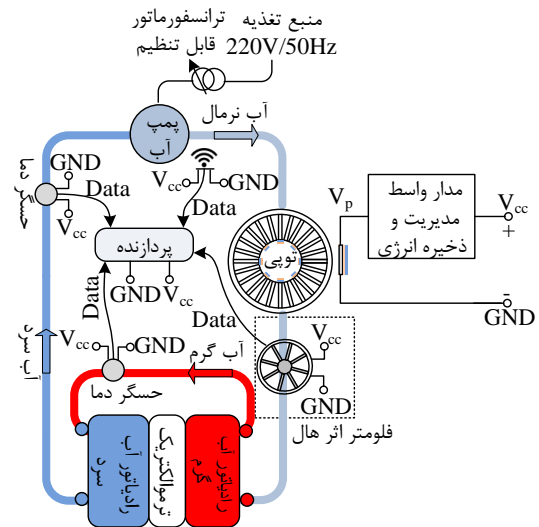 منبع تغذیه
220V/50Hz
ترانسفورماتور
قابل تنظیم
پمپ
آب
آب نرمال
GND
حسگر دما
Vcc
Data
Vcc
GND
Data
پردازنده
GND
Vcc
توپی
Vp
مدار واسط
مدیریت و
ذخیره انرژی
Vcc
+
-
GND
Data
Data
Vcc
GND
آب گرم
حسگر دما
آب سرد
Vcc
GND
فلومتر اثر هال
رادیاتور آب
سرد
ترموالکتریک
رادیاتور آب
گرم